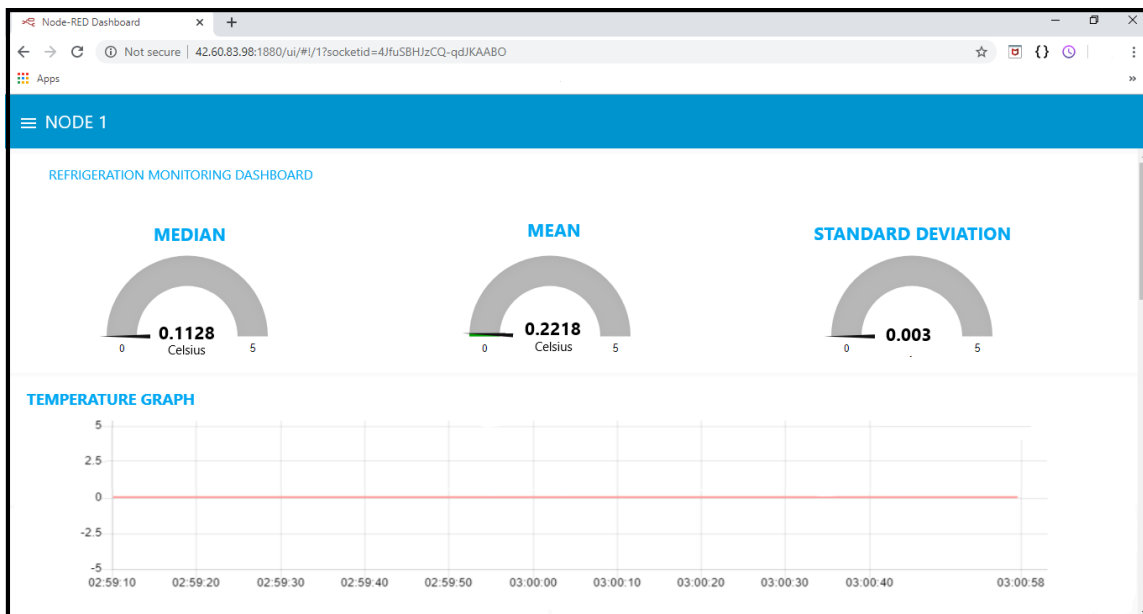 Node-RED Dashboard
Not secure | 42.60.83.98:1880/ui/#!/1?socketid=4JfuSBHJzCQ-qdJKAABO
Apps
NODE 1
REFRIGERATION MONITORING DASHBOARD
MEDIAN
0.1128
Celsius
0 5
MEAN
0.2218
Celsius
0 5
STANDARD DEVIATION
0.003
0 5
TEMPERATURE GRAPH
5
2.5
0
-2.5
-5
02:59:10 02:59:20 02:59:30 02:59:40 02:59:50 03:00:00 03:00:10 03:00:20 03:00:30 03:00:40 03:00:58